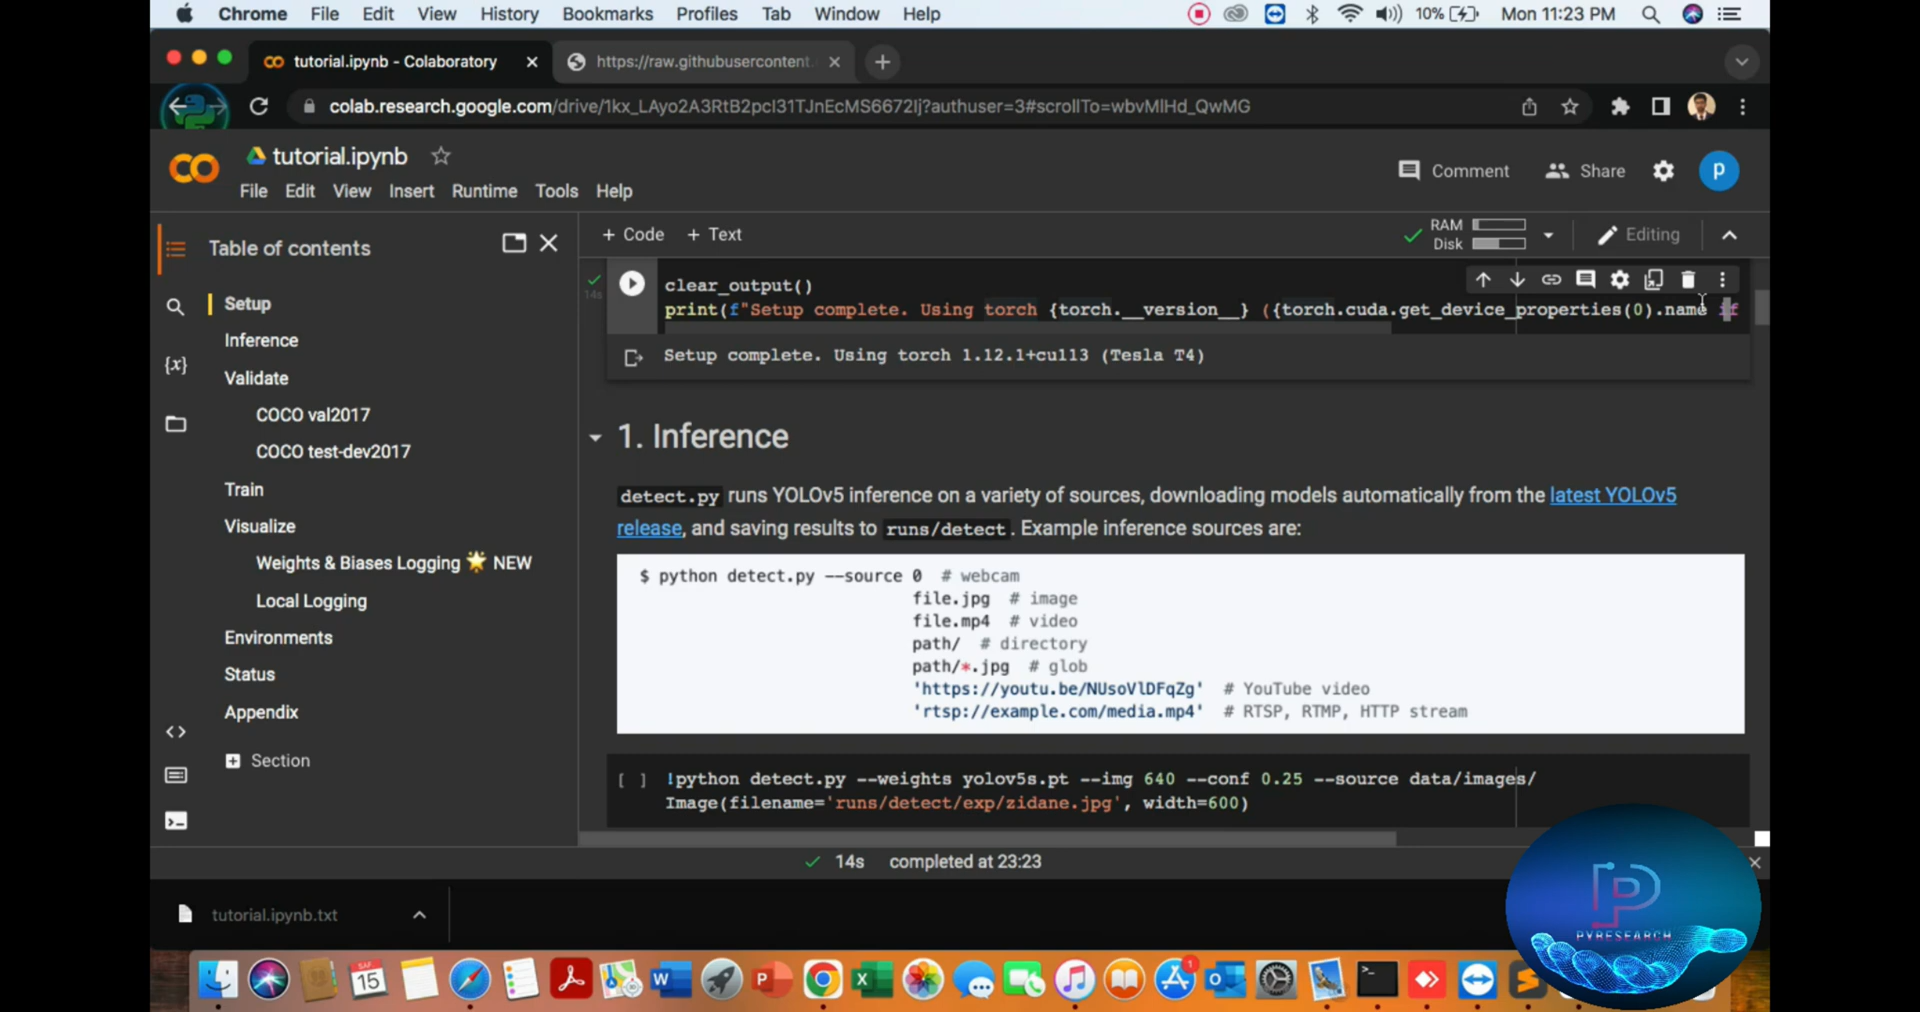 Chrome File Edit View History Bookmarks Profiles Tab Window Help 10% Mon 11:23 PM
tutorial.ipynb - Colaboratory https://raw.githubusercontent.
colab.research.google.com/drive/1kx_LAyo2A3RtB2pcI31TJnEcMS6672Ij?authuser=3#scrollTo=wbvMlHd_QwMG
CO tutorial.ipynb
Comment Share p
File Edit View Insert Runtime Tools Help
Table of contents
+ Code + Text
RAM
Disk
Editing
Setup
Inference
Validate
COCO val2017
COCO test-dev2017
Train
Visualize
Weights & Biases Logging 🌟 NEW
Local Logging
Environments
Status
Appendix
Section
{x}
14s
clear_output()
print(f"Setup complete. Using torch {torch.__version__} ({torch.cuda.get_device_properties(0).name if
Setup complete. Using torch 1.12.1+cu113 (Tesla T4)
1. Inference
detect.py runs YOLOv5 inference on a variety of sources, downloading models automatically from the latest YOLOv5
release, and saving results to runs/detect. Example inference sources are:
$ python detect.py --source 0 # webcam
file.jpg # image
file.mp4 # video
path/ # directory
path/*.jpg # glob
'https://youtu.be/NUsoVlDFqZg' # YouTube video
'rtsp://example.com/media.mp4' # RTSP, RTMP, HTTP stream
[ ] !python detect.py --weights yolov5s.pt --img 640 --conf 0.25 --source data/images/
Image(filename='runs/detect/exp/zidane.jpg', width=600)
14s completed at 23:23
tutorial.ipynb.txt
PYRESEARCH
15
1